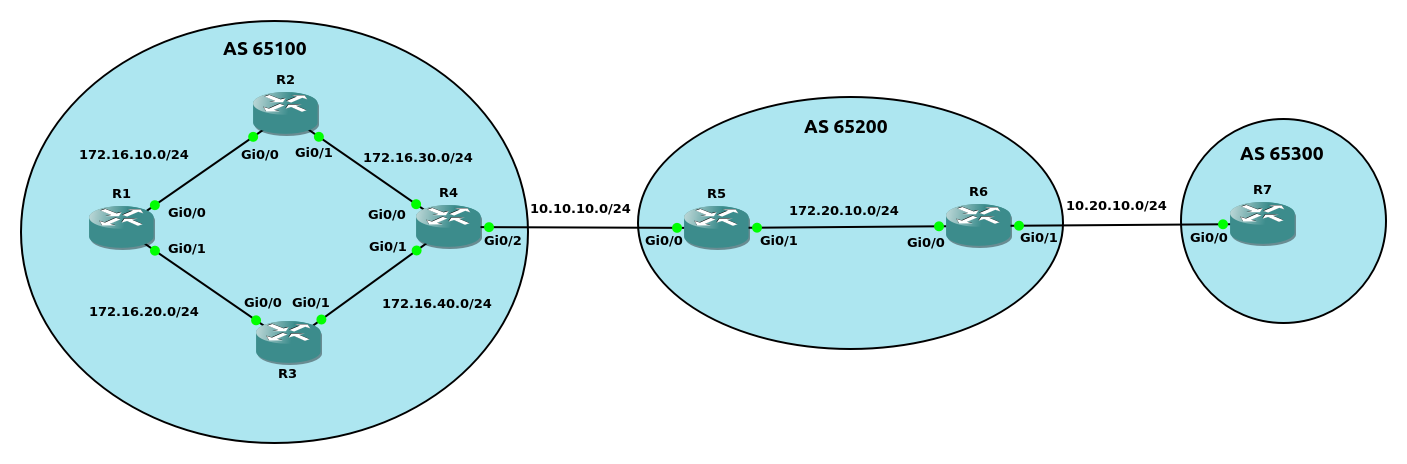 AS 65100
R2
172.16.10.0/24
Gi0/0
Gi0/1
172.16.30.0/24
R1
Gi0/0
Gi0/1
R4
Gi0/0
Gi0/1
Gi0/2
172.16.20.0/24
Gi0/0
Gi0/1
172.16.40.0/24
R3
10.10.10.0/24
AS 65200
R5
Gi0/0
Gi0/1
172.20.10.0/24
R6
Gi0/0
Gi0/1
10.20.10.0/24
AS 65300
R7
Gi0/0